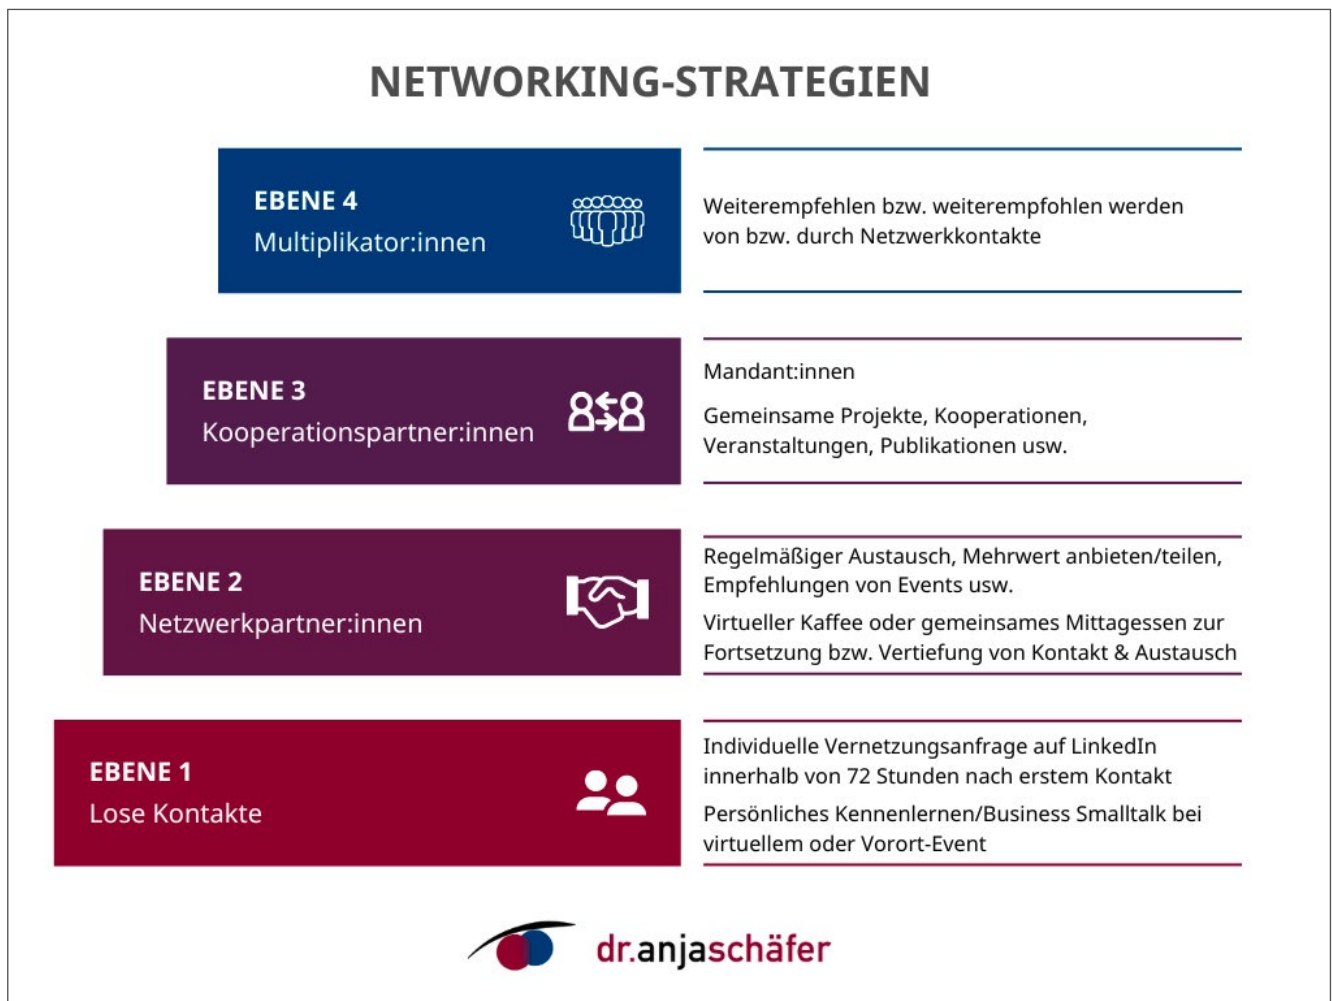 NETWORKING-STRATEGIEN
EBENE 4
Multiplikator:innen
Weiterempfehlen bzw. weiterempfohlen werden
von bzw. durch Netzwerkkontakte
EBENE 3
Kooperationspartner:innen
Mandant:innen
Gemeinsame Projekte, Kooperationen,
Veranstaltungen, Publikationen usw.
EBENE 2
Netzwerkpartner:innen
Regelmäßiger Austausch, Mehrwert anbieten/teilen,
Empfehlungen von Events usw.
Virtueller Kaffee oder gemeinsames Mittagessen zur
Fortsetzung bzw. Vertiefung von Kontakt & Austausch
EBENE 1
Lose Kontakte
Individuelle Vernetzungsanfrage auf LinkedIn
innerhalb von 72 Stunden nach erstem Kontakt
Persönliches Kennenlernen/Business Smalltalk bei
virtuellem oder Vorort-Event
dr.anjaschäfer